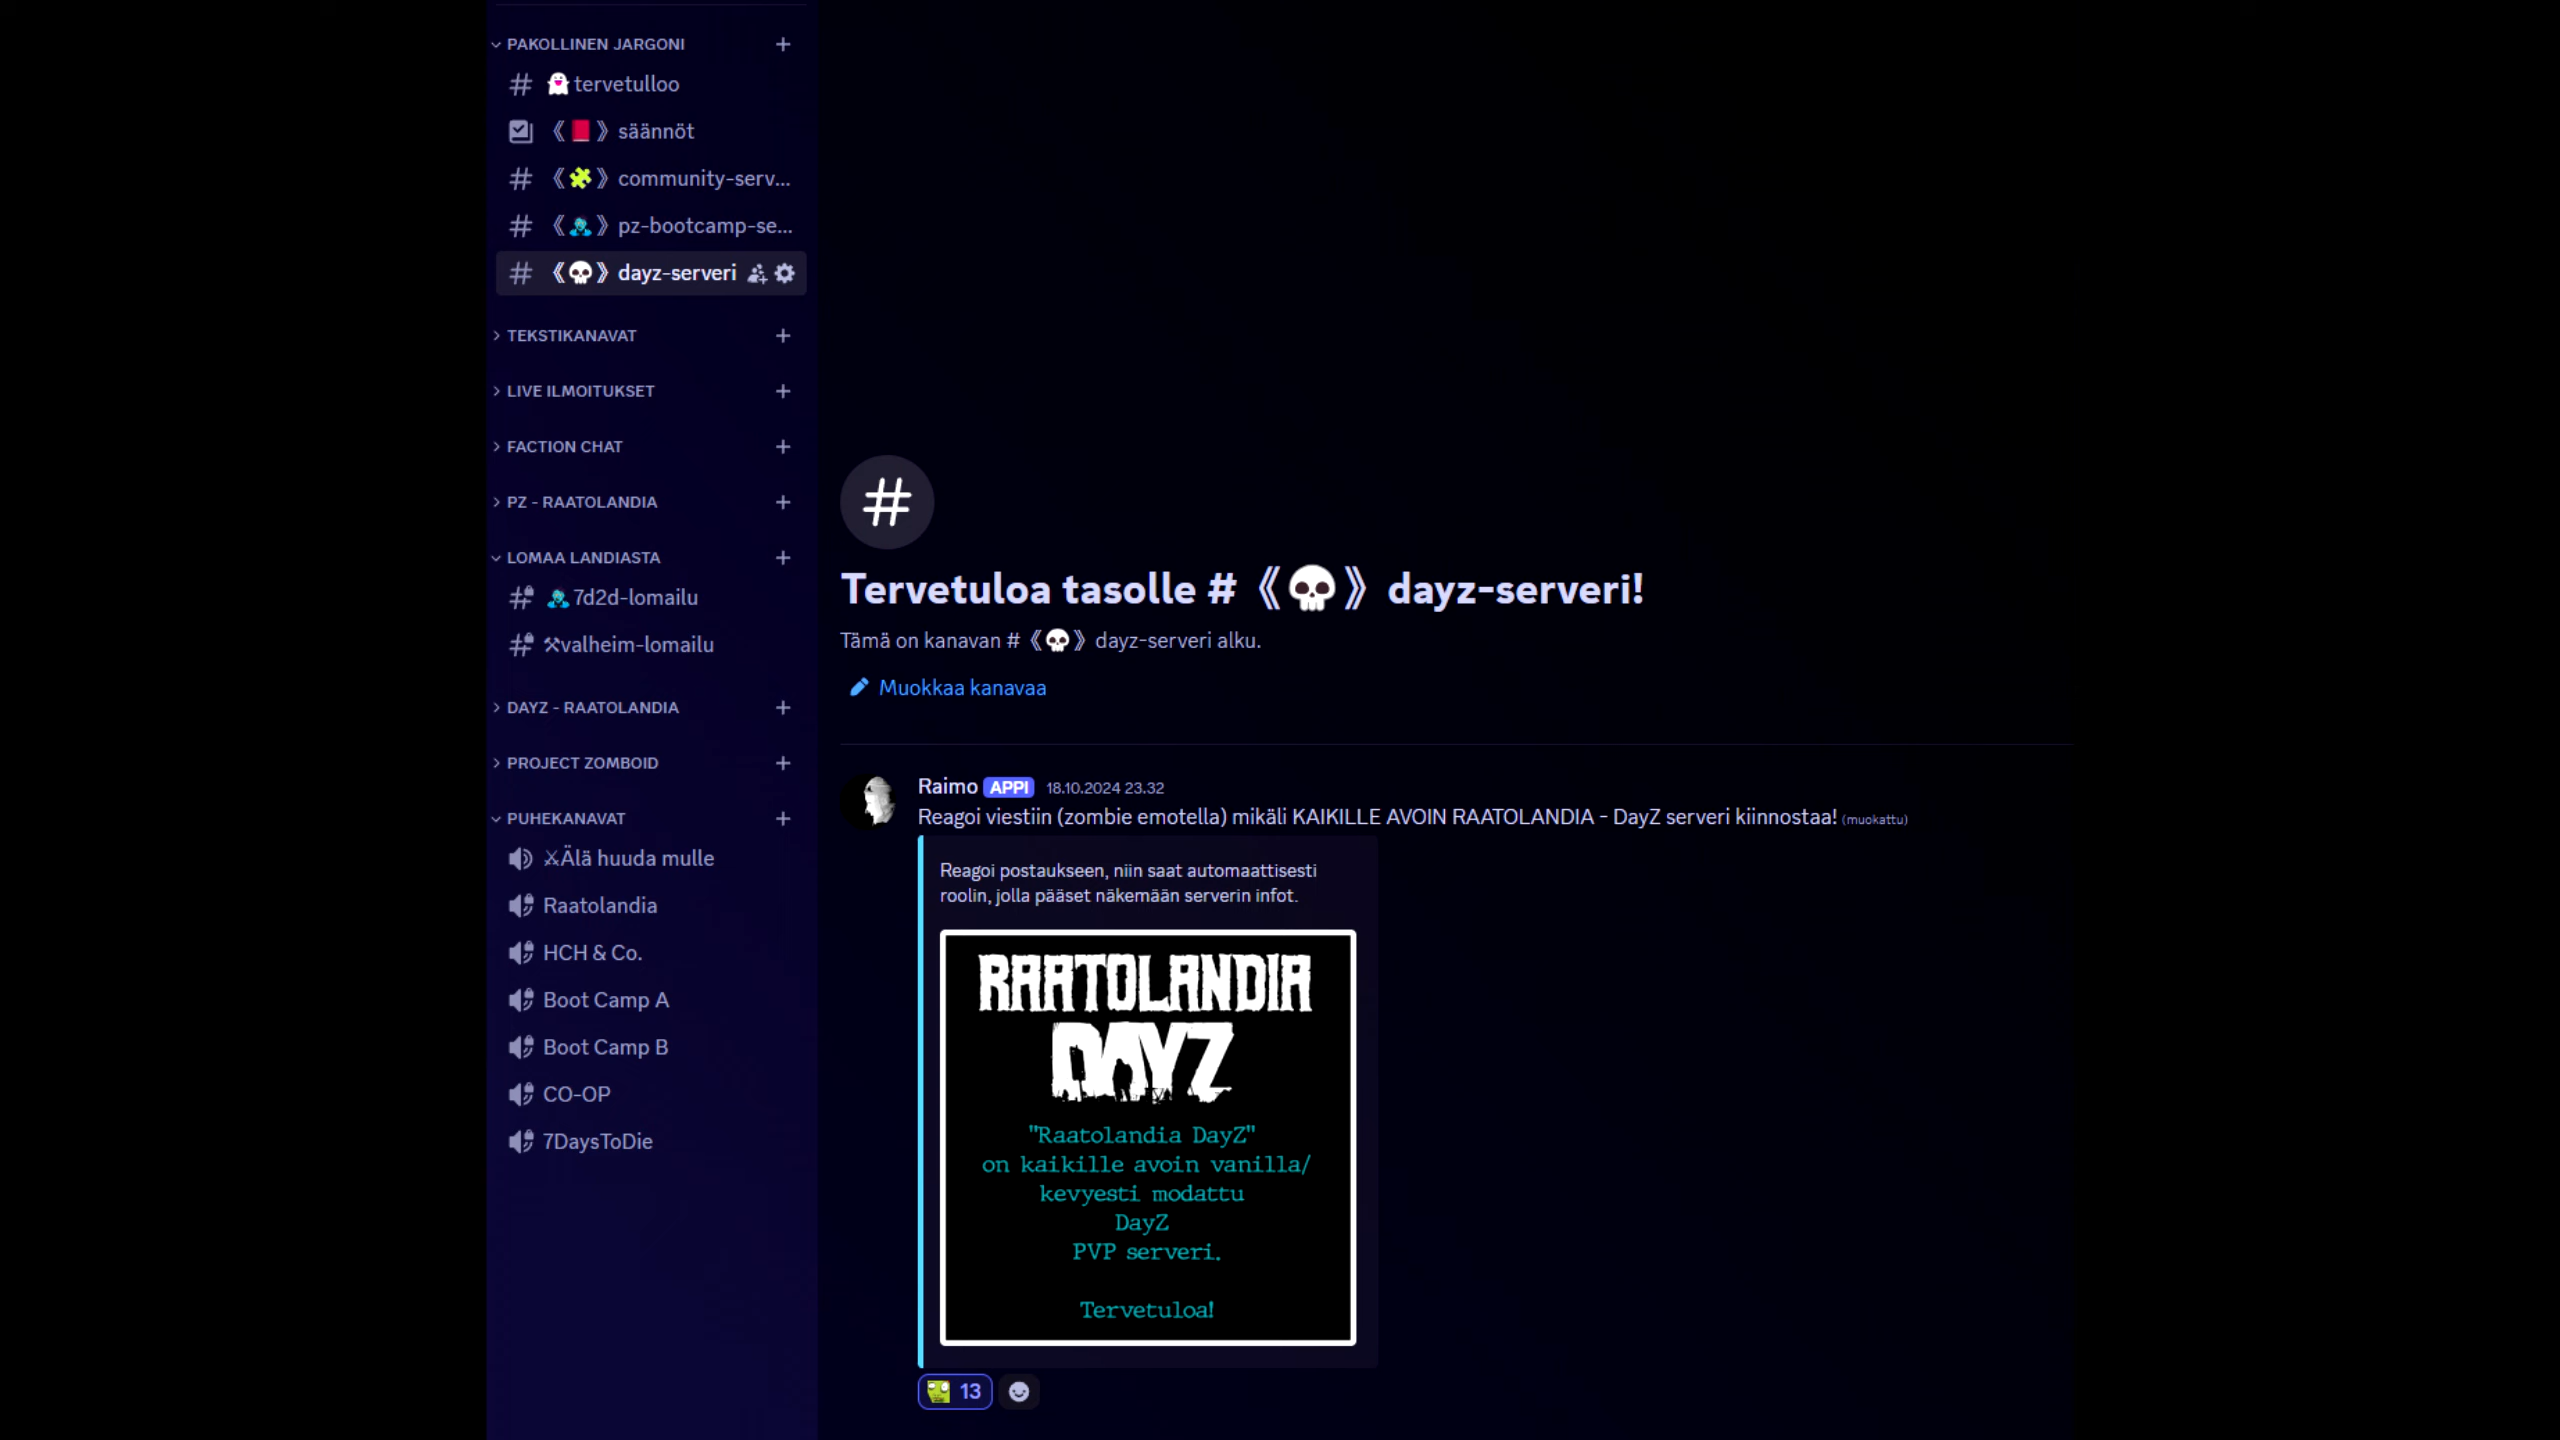 PAKOLLINEN JARGONI
# 👻tervetulloo
《📕》säännöt
# 《🧩》community-serv...
# 《🧟》pz-bootcamp-se...
# 《💀》dayz-serveri
TEKSTIKANAVAT
LIVE ILMOITUKSET
FACTION CHAT
PZ - RAATOLANDIA
LOMAA LANDIASTA
# 🧟7d2d-lomailu
# ⚒valheim-lomailu
DAYZ - RAATOLANDIA
PROJECT ZOMBOID
PUHEKANAVAT
⚔Älä huuda mulle
Raatolandia
HCH & Co.
Boot Camp A
Boot Camp B
CO-OP
7DaysToDie
#
Tervetuloa tasolle # 《💀》dayz-serveri!
Tämä on kanavan # 《💀》dayz-serveri alku.
Muokkaa kanavaa
Raimo APPI 18.10.2024 23.32
Reagoi viestiin (zombie emotella) mikäli KAIKILLE AVOIN RAATOLANDIA - DayZ serveri kiinnostaa! (muokattu)
Reagoi postaukseen, niin saat automaattisesti
roolin, jolla pääset näkemään serverin infot.
RAATOLANDIA
DAYZ
"Raatolandia DayZ"
on kaikille avoin vanilla/
kevyesti modattu
DayZ
PVP serveri.
Tervetuloa!
13